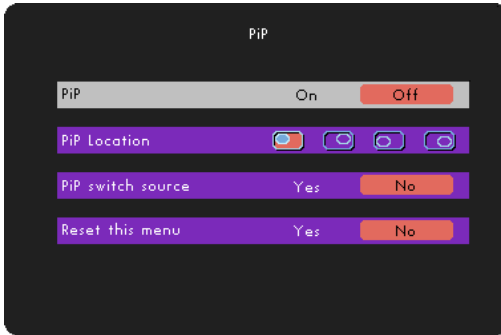 PiP
PiP On Off
PiP Location
PiP switch source Yes No
Reset this menu Yes No